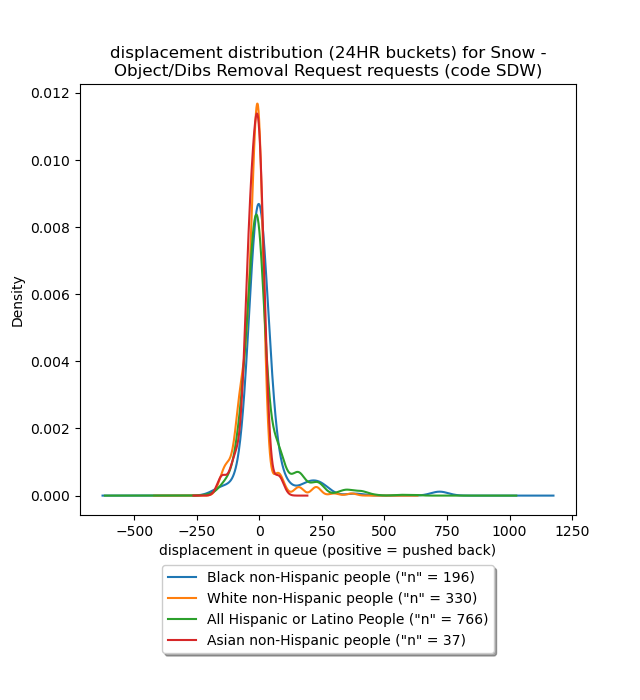 displacement distribution (24HR buckets) for Snow -
Object/Dibs Removal Request requests (code SDW)
0.012
0.010
0.008
0.006
0.004
0.002
0.000
Density
−500
−250
0
250
500
750
1000
1250
displacement in queue (positive = pushed back)
Black non-Hispanic people ("n" = 196)
White non-Hispanic people ("n" = 330)
All Hispanic or Latino People ("n" = 766)
Asian non-Hispanic people ("n" = 37)